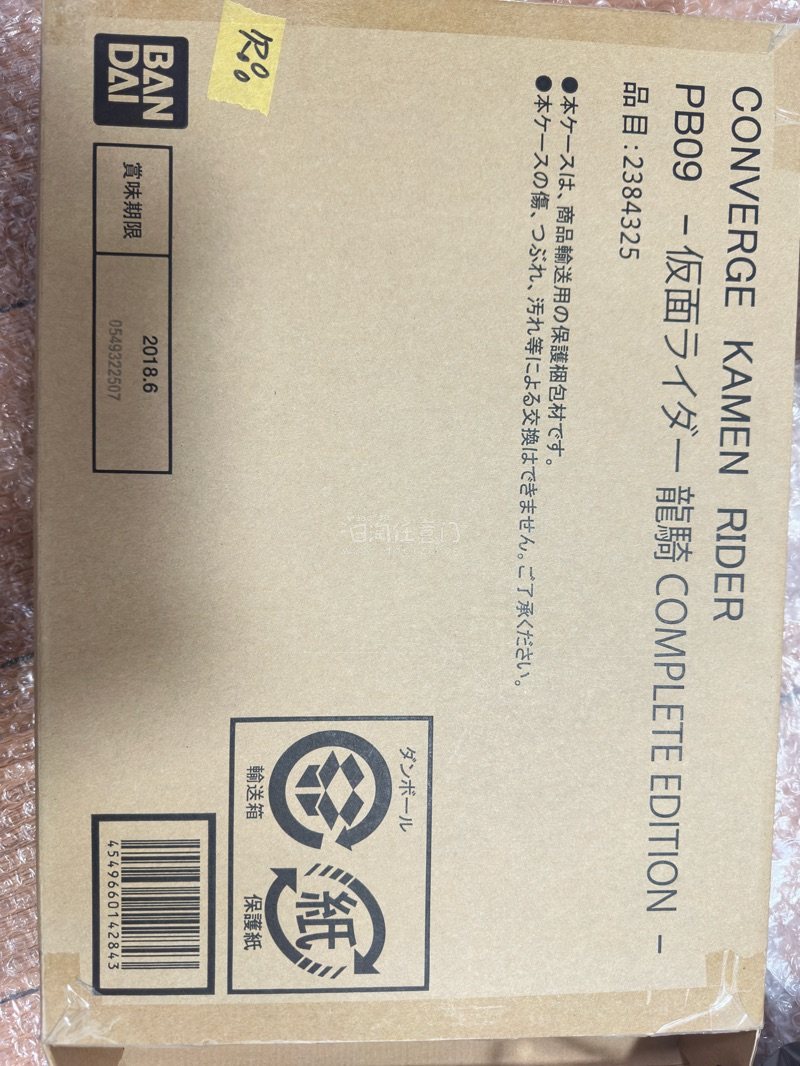 CONVERGE KAMEN RIDER
PB09 －仮面ライダー龍騎 COMPLETE EDITION－
品目:2384325
●本ケースは、商品輸送用の保護梱包材です。
●本ケースの傷、つぶれ、汚れ等による交換はできません。ご了承ください。
BAN
DAI
賞味期限
2018.6
0549322507
ダンボール
輸送箱
紙
保護紙
4549660142843